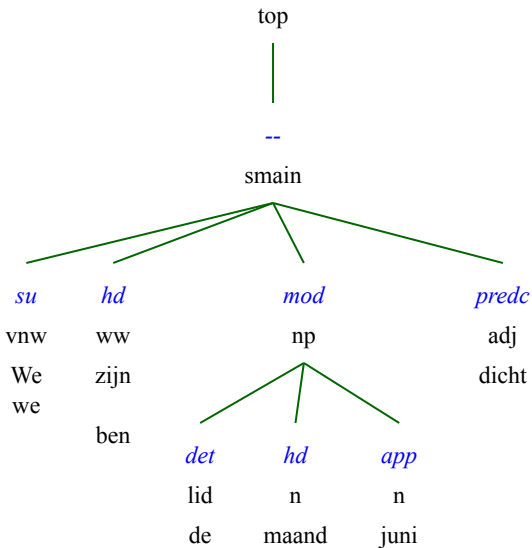 top
--
smain
su hd mod predc
vnw ww np adj
We zijn dicht
we
ben
det hd app
lid n n
de maand juni